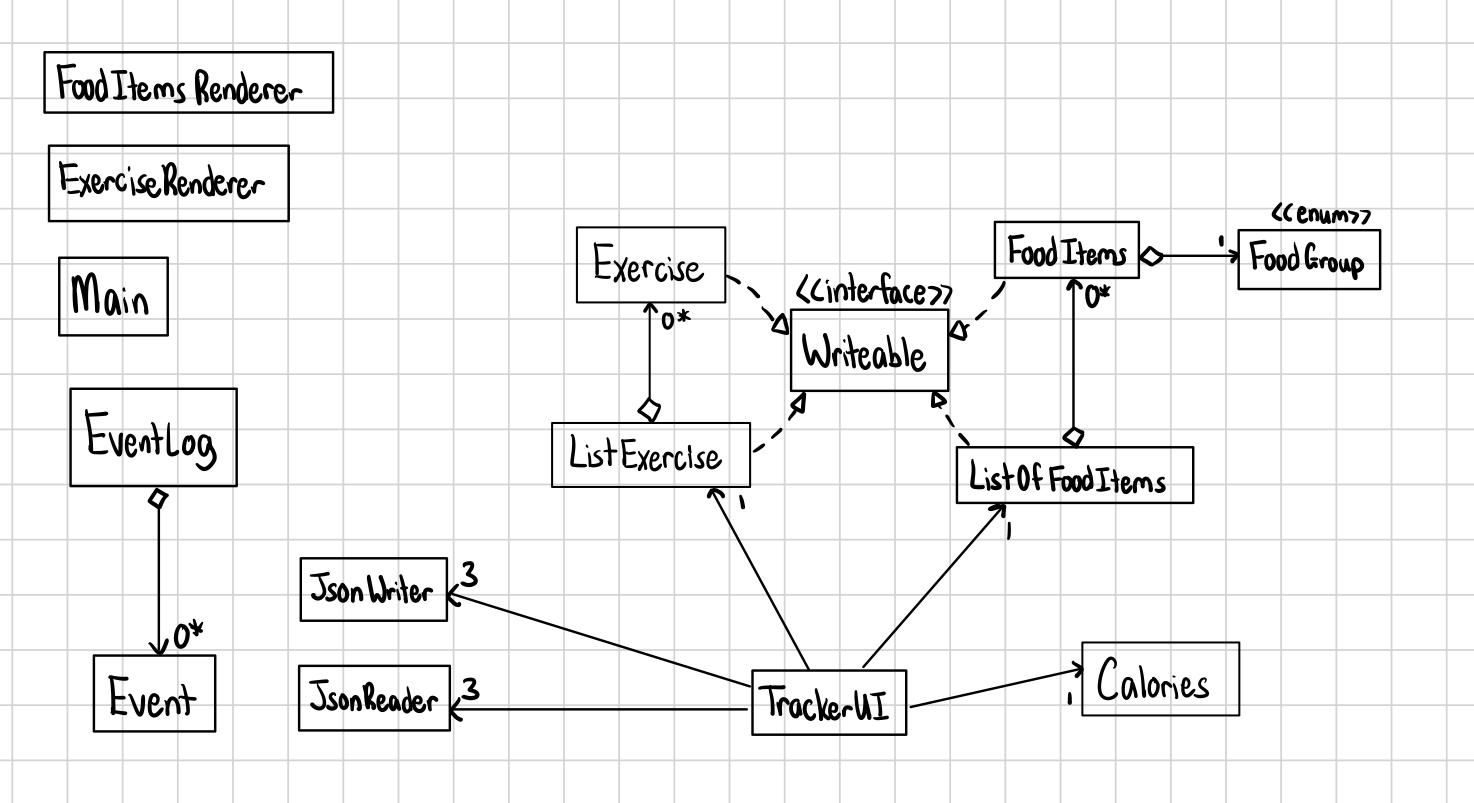 FoodItemsRenderer
ExerciseRenderer
Main
EventLog
0*
Event
Exercise
0*
<<interface>>
Writeable
FoodItems
0*
1
<<enum>>
FoodGroup
ListExercise
1
ListOfFoodItems
1
JsonWriter
3
JsonReader
3
TrackerUI
1
Calories